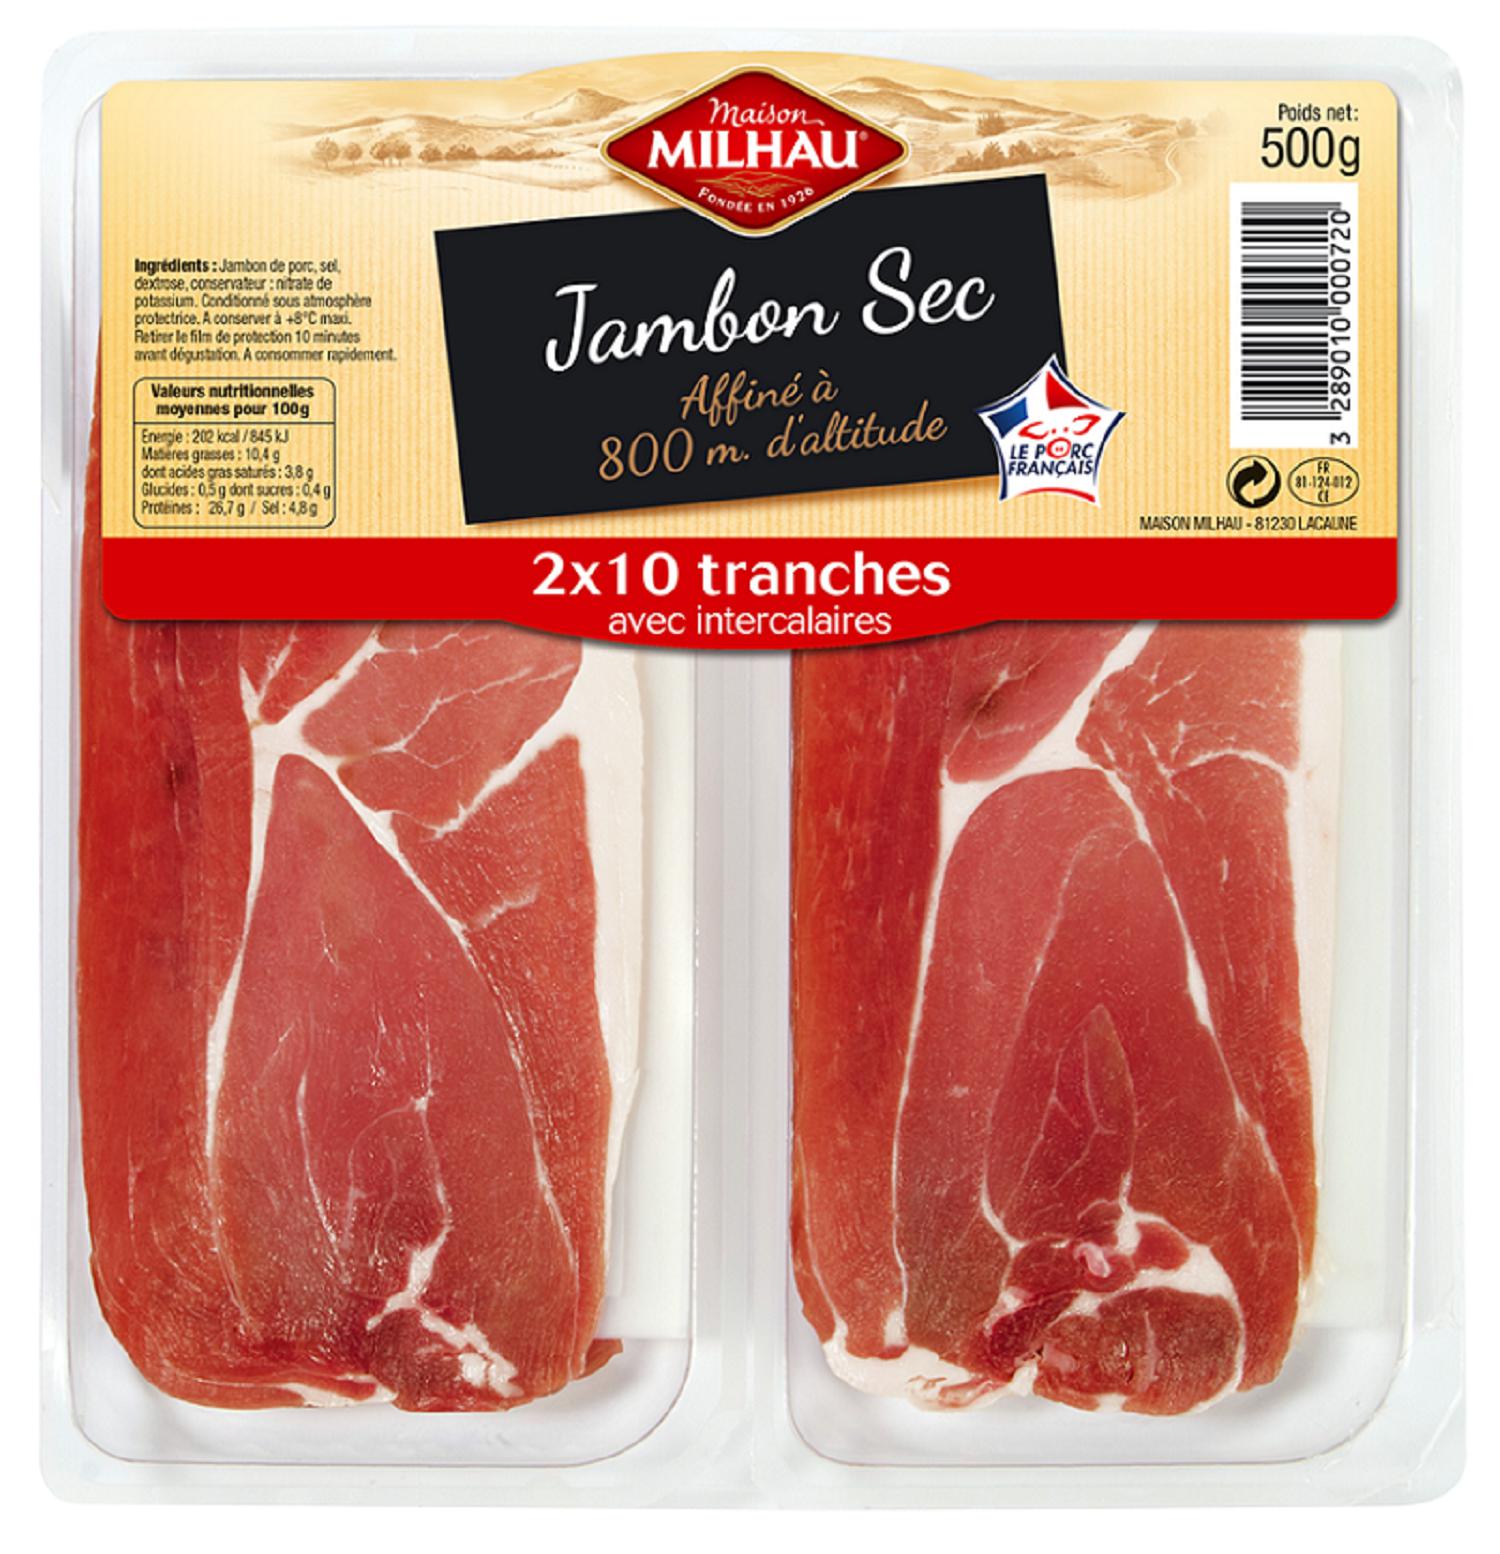 Maison
MILHAU®
FONDÉE EN 1926
Poids net:
500g
Jambon Sec
Affiné à
800 m. d'altitude
Ingrédients : Jambon de porc, sel,
dextrose, conservateur : nitrate de
potassium. Conditionné sous atmosphère
protectrice. A conserver à +8°C maxi.
Retirer le film de protection 10 minutes
avant dégustation. A consommer rapidement.
Valeurs nutritionnelles
moyennes pour 100g
Energie : 202 kcal / 845 kJ
Matières grasses : 10,4 g
dont acides gras saturés : 3,8 g
Glucides : 0,5 g dont sucres : 0,4 g
Protéines : 26,7 g / Sel : 4,8 g
LE PORC
FRANÇAIS
3 289010 000720
FR
81-124-012
CE
MAISON MILHAU - 81230 LACAUNE
2x10 tranches
avec intercalaires